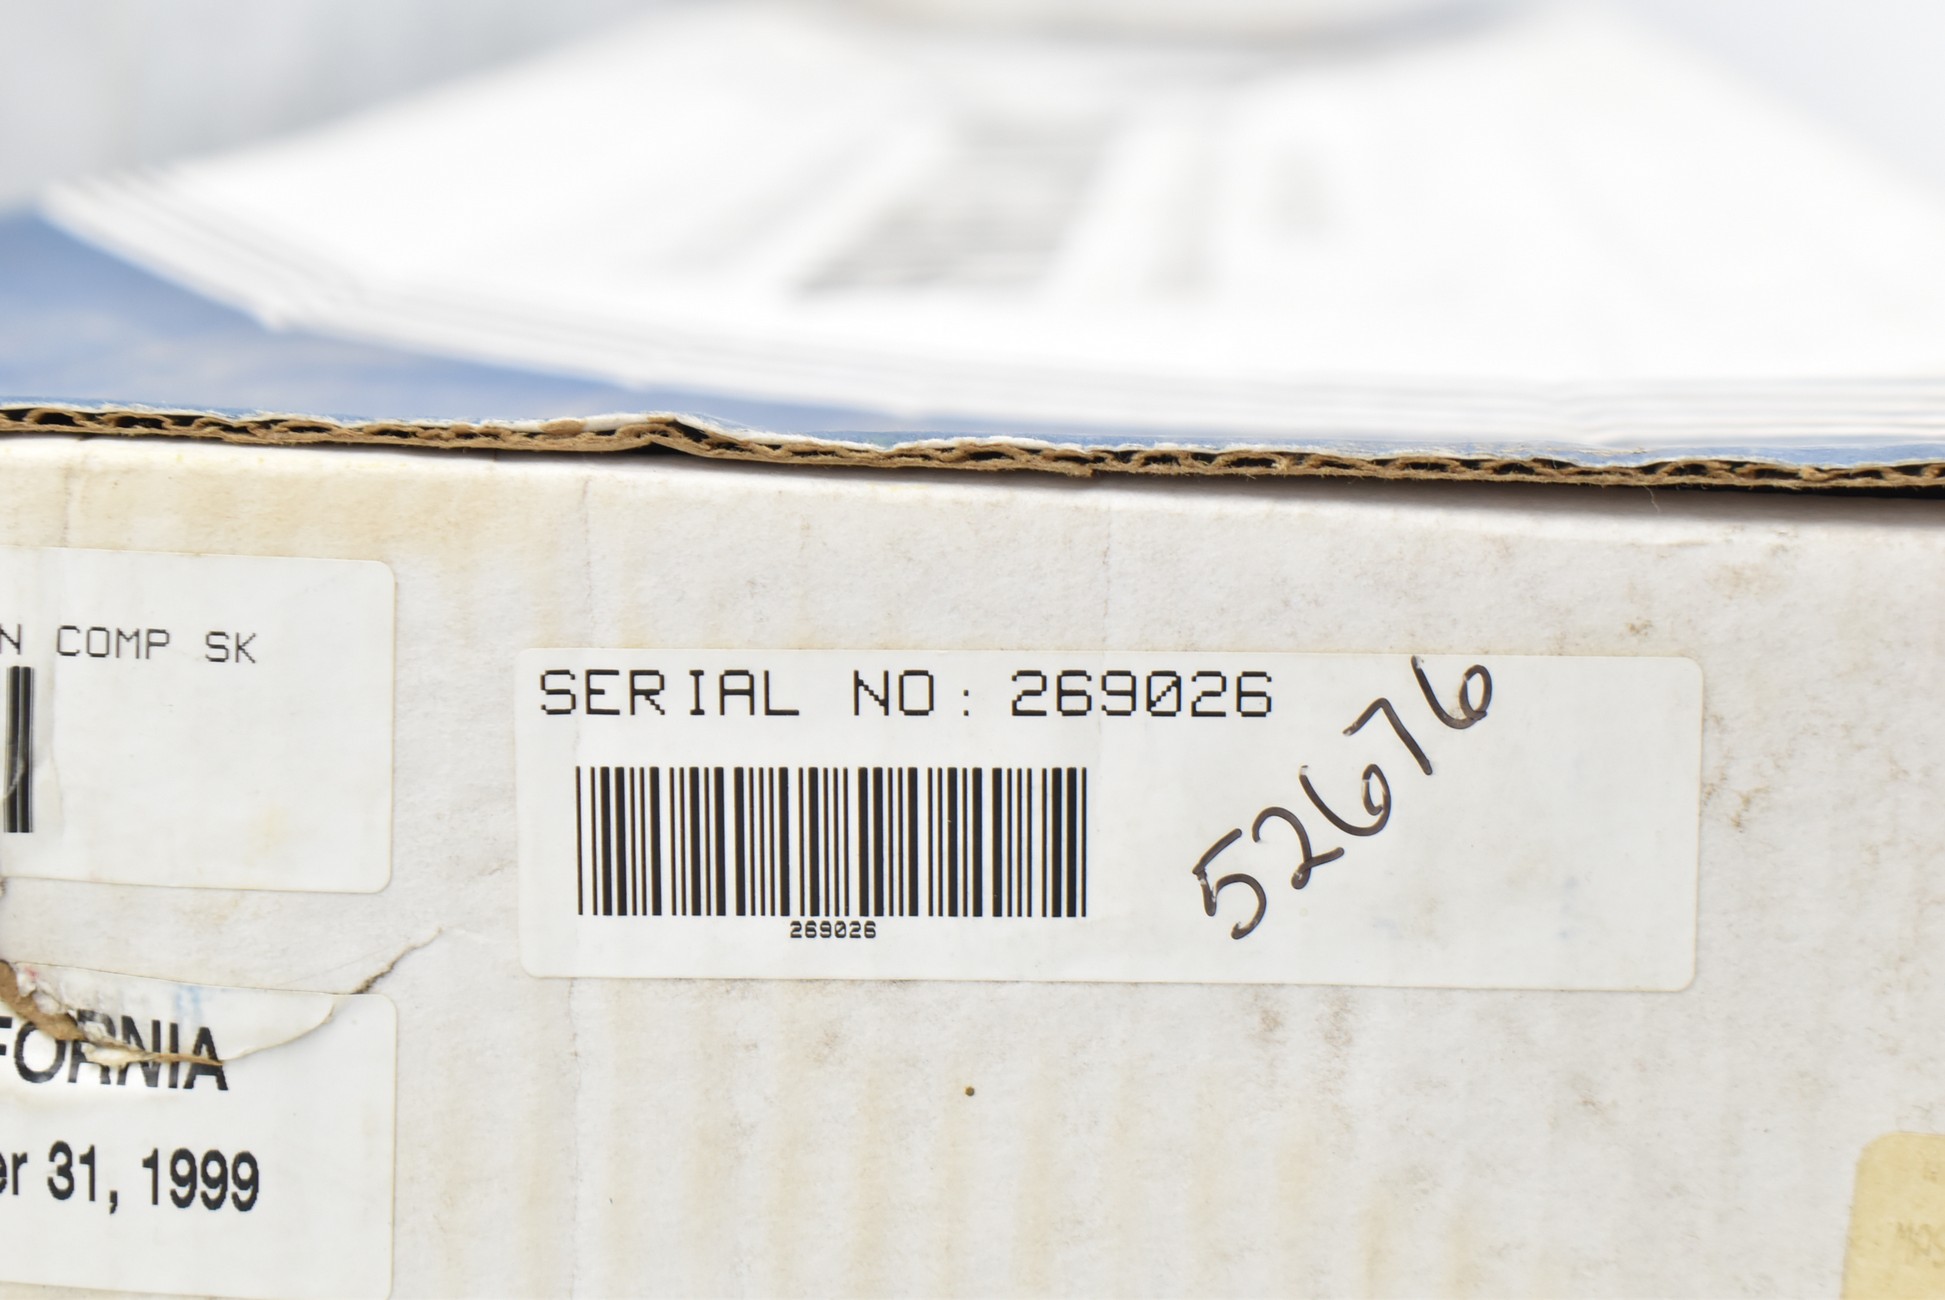 N COMP SK
SERIAL NO: 269026
52676
269026
FORNIA
er 31, 1999